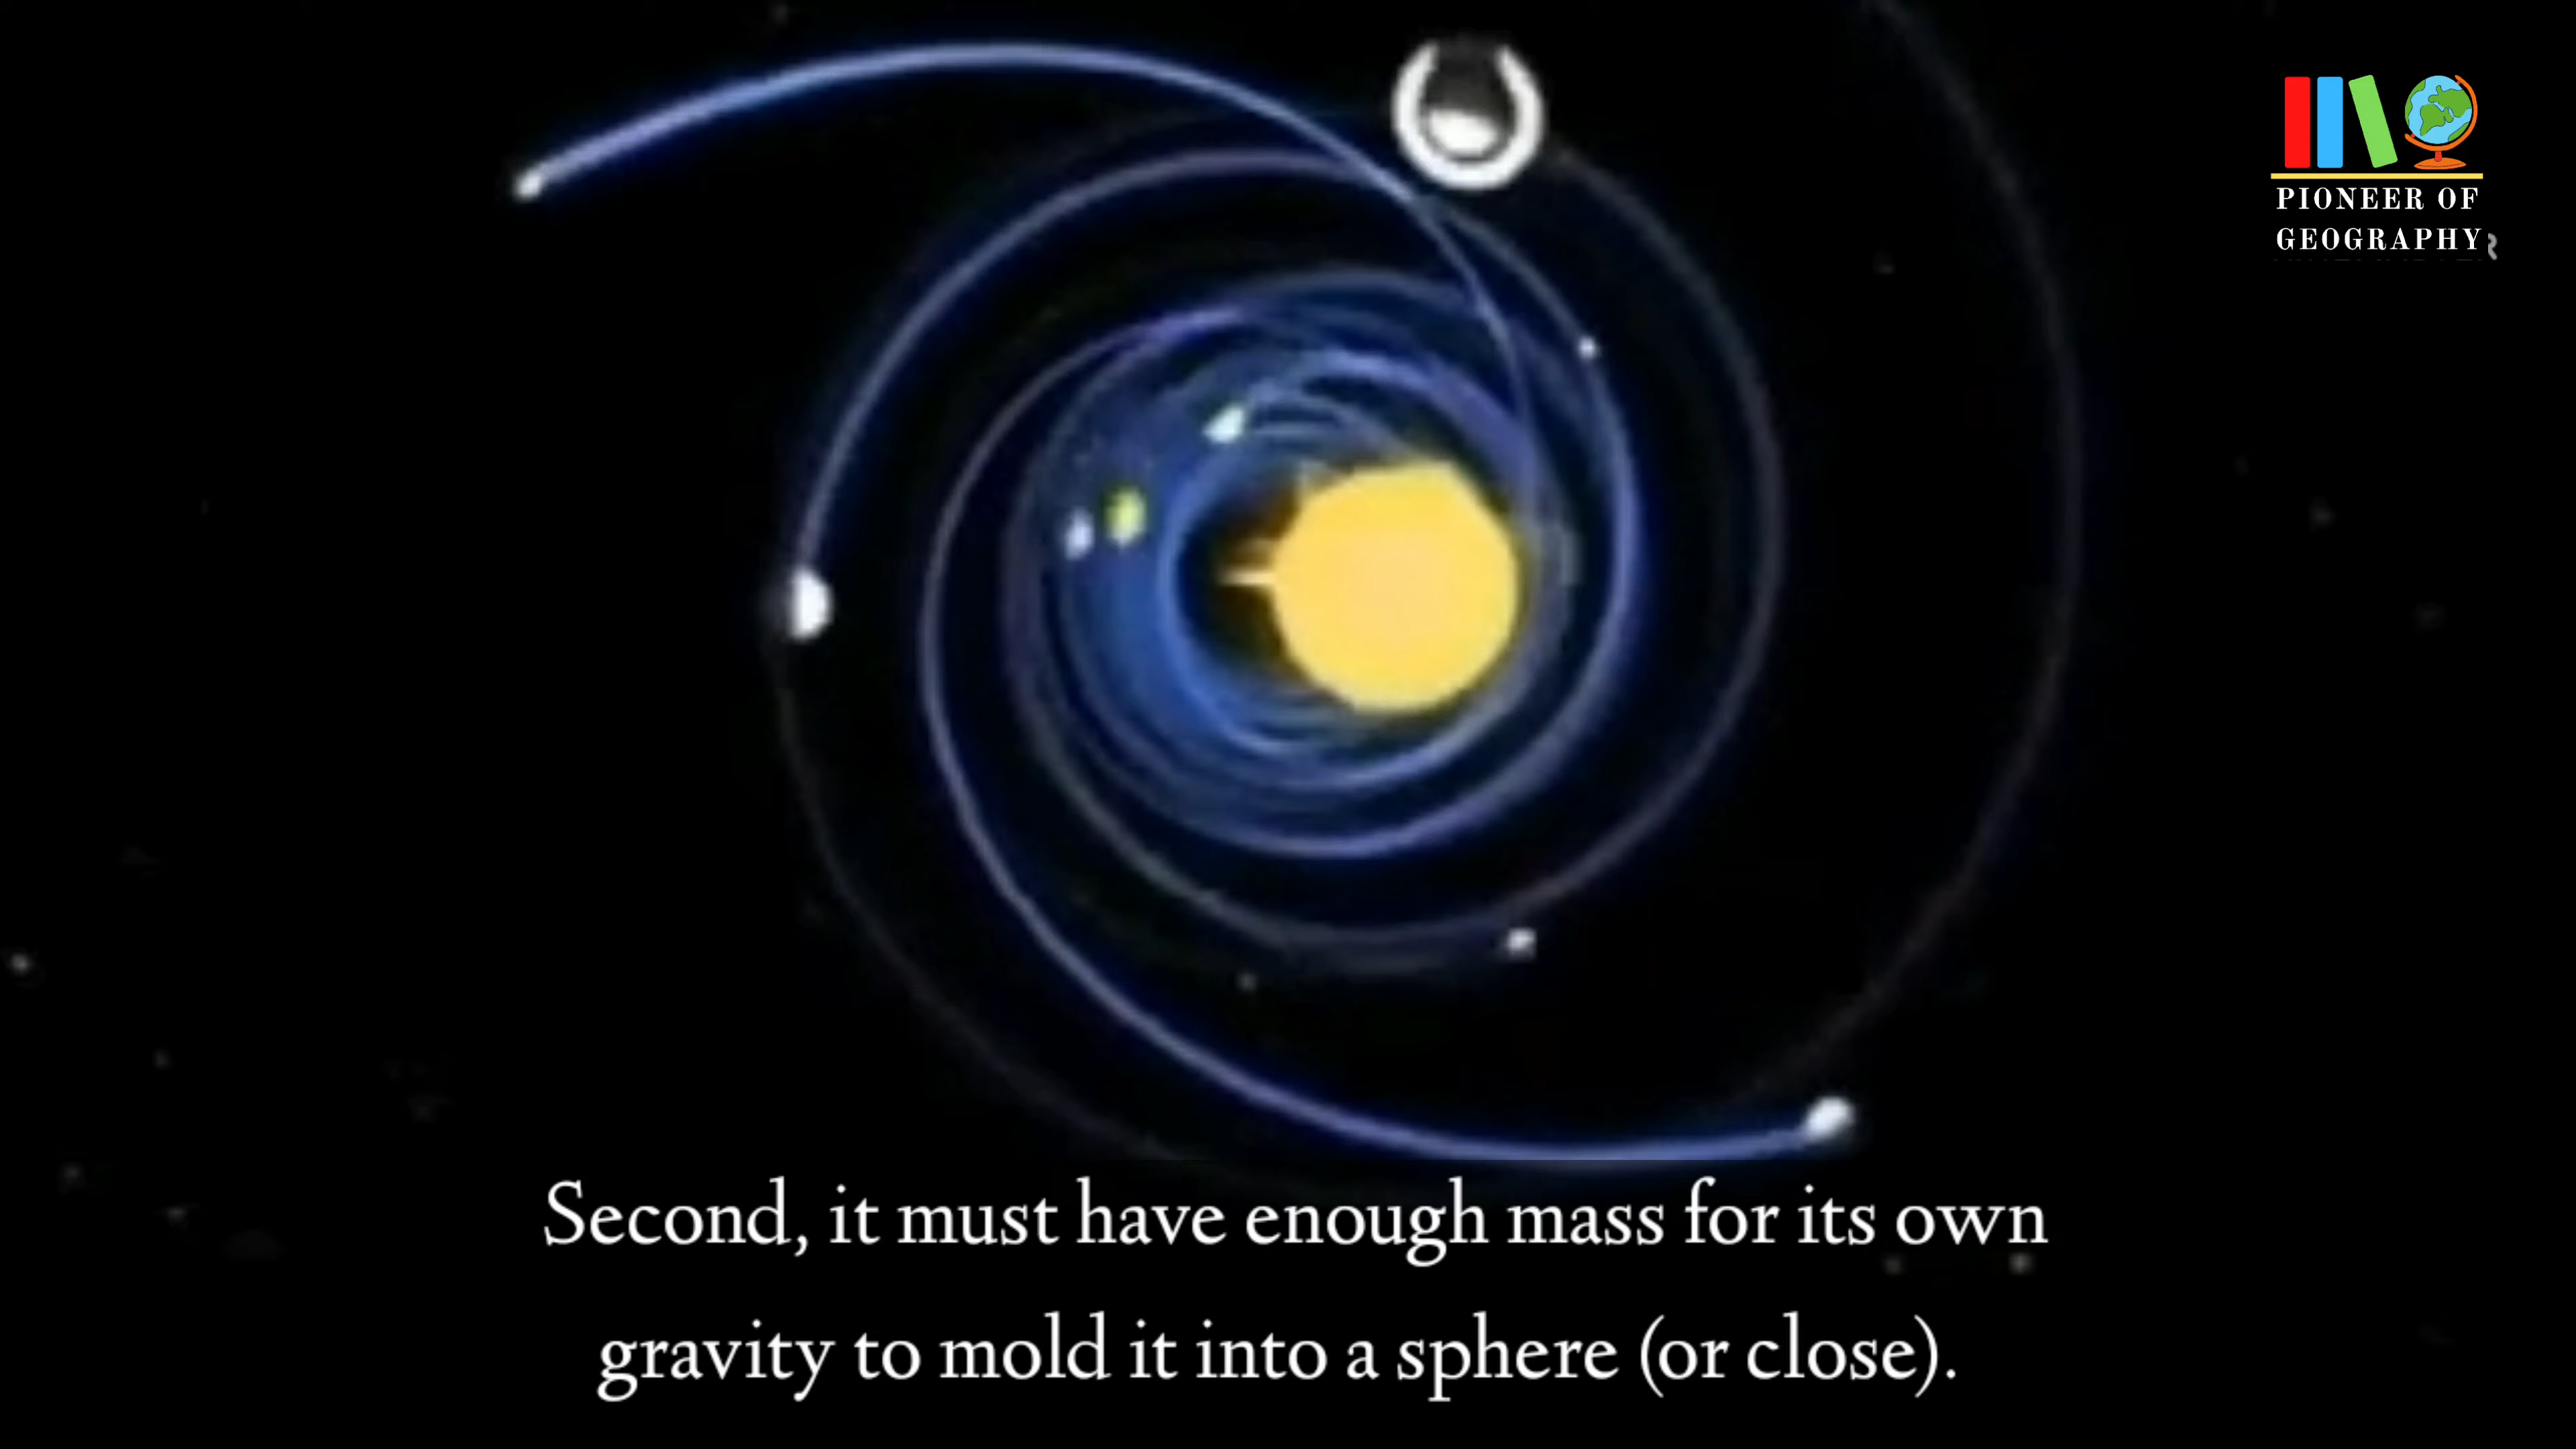 PIONEER OF
GEOGRAPHY
Second, it must have enough mass for its own
gravity to mold it into a sphere (or close).